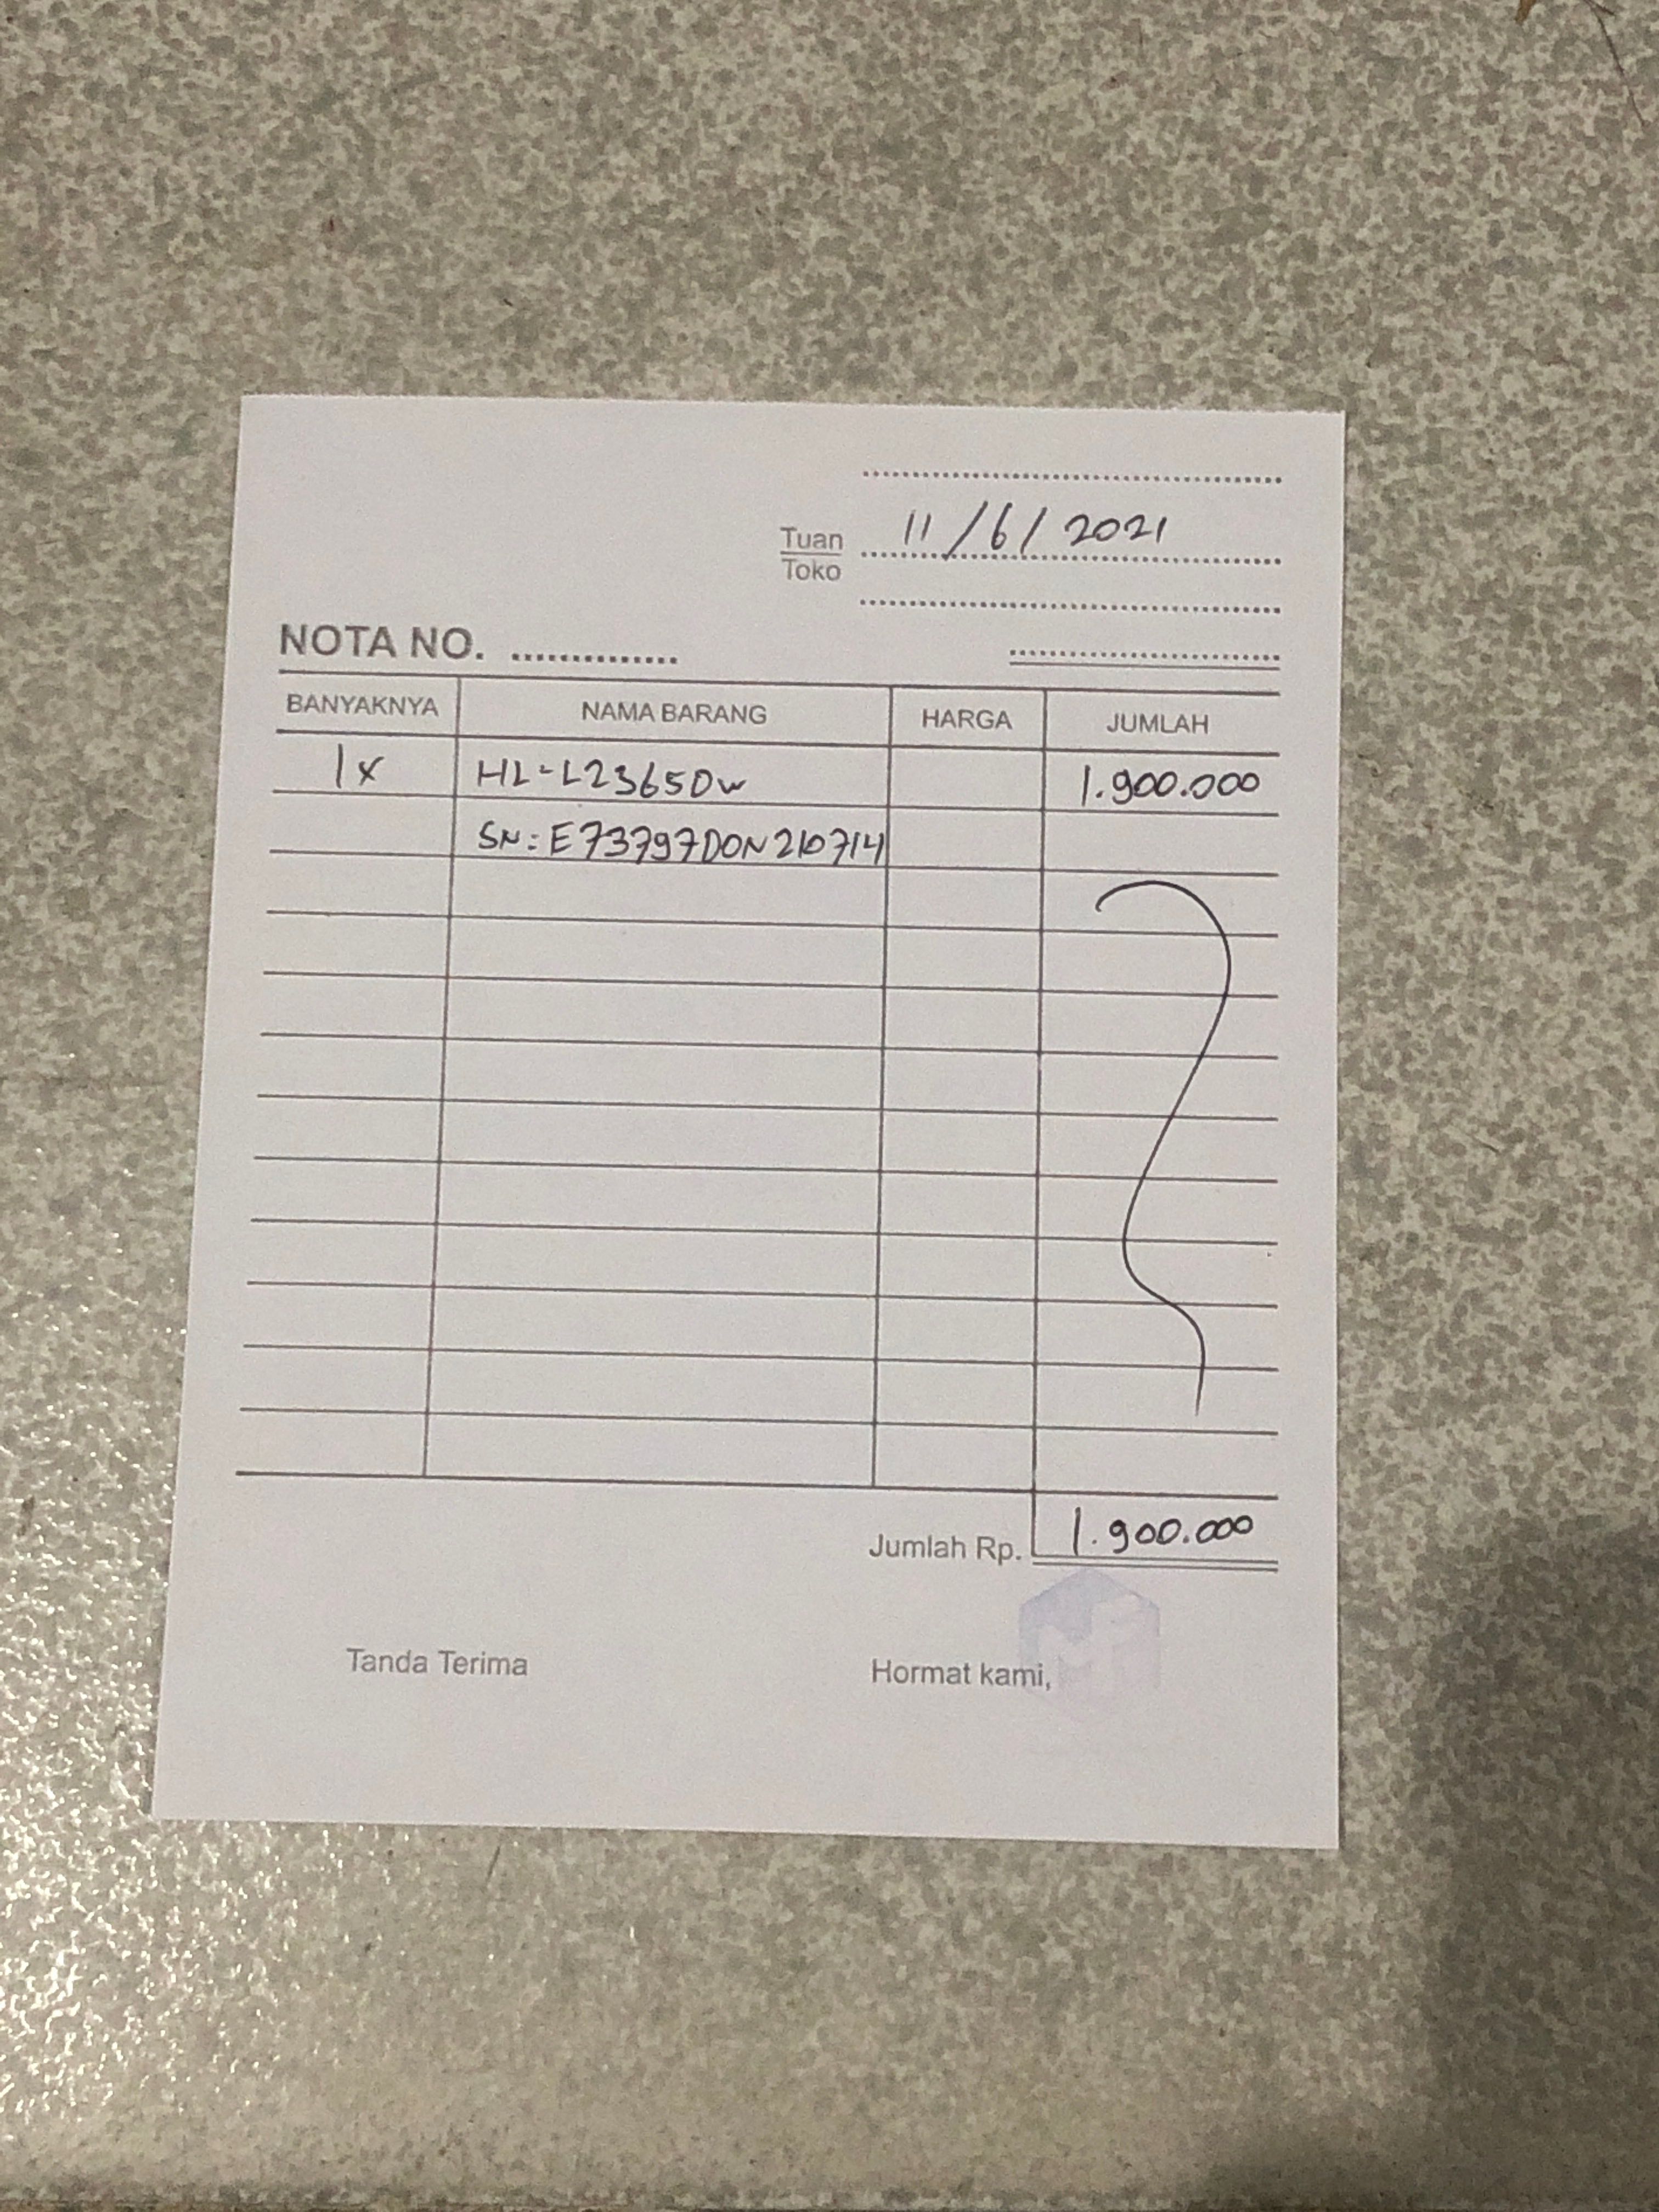 11/6/2021
Tuan
Toko
NOTA NO.
BANYAKNYA NAMA BARANG HARGA JUMLAH
1x HL-L2365DW 1.900.000
SN: E73797D0N210714
Jumlah Rp. 1.900.000
Tanda Terima Hormat kami,